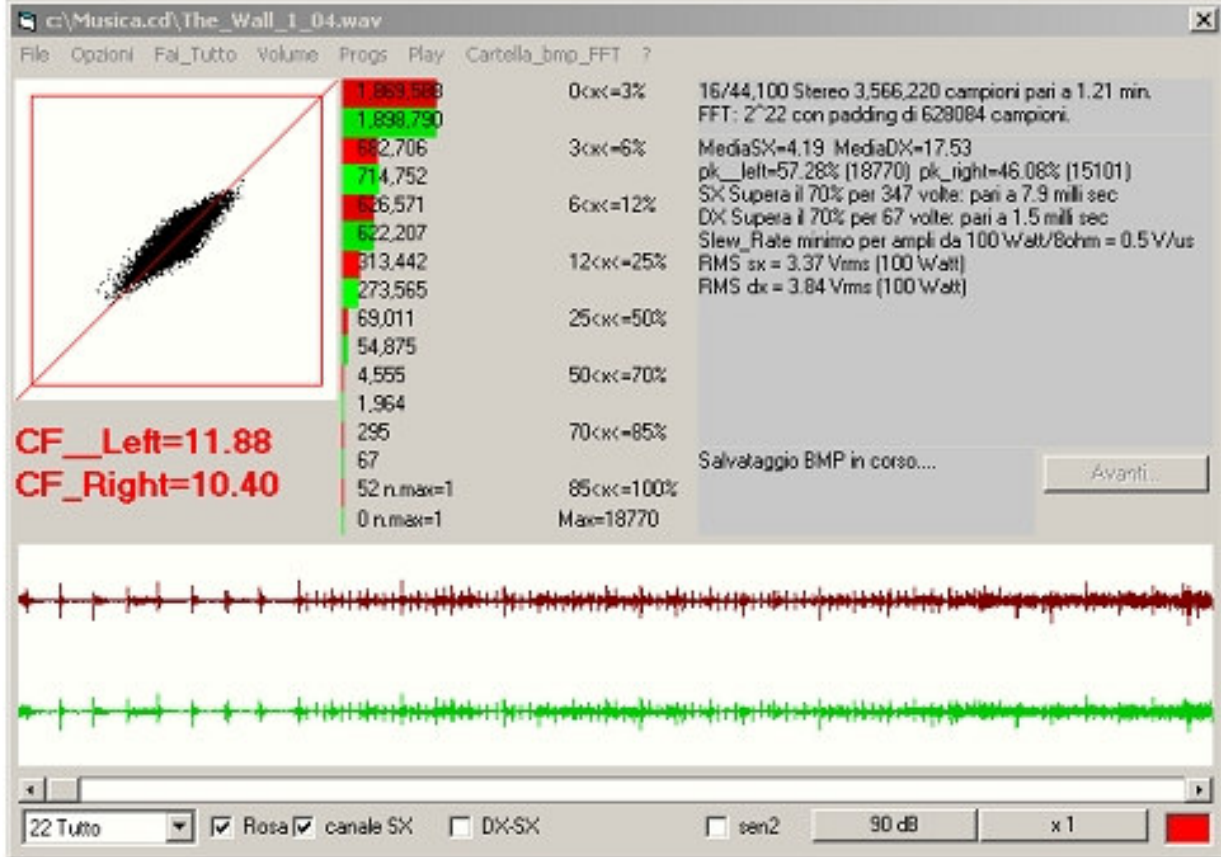 c:\Musica.cd\The_Wall_1_04.wav
File Opzioni Fai_Tutto Volume Progs Play Cartella_bmp_FFT ?
1,869,588 0<x<=3%
1,898,790
682,706 3<x<=6%
714,752
626,571 6<x<=12%
622,207
313,442 12<x<=25%
273,565
69,011 25<x<=50%
54,875
4,555 50<x<=70%
1,964
295 70<x<=85%
67
52 n.max=1 85<x<=100%
0 n.max=1 Max=18770
16/44,100 Stereo 3,566,220 campioni pari a 1.21 min.
FFT: 2^22 con padding di 628084 campioni.
MediaSX=4.19 MediaDX=17.53
pk__left=57.28% (18770) pk_right=46.08% (15101)
SX Supera il 70% per 347 volte: pari a 7.9 milli sec
DX Supera il 70% per 67 volte: pari a 1.5 milli sec
Slew_Rate minimo per ampli da 100 Watt/8ohm = 0.5 V/us
RMS sx = 3.37 Vrms (100 Watt)
RMS dx = 3.84 Vrms (100 Watt)
CF__Left=11.88
CF_Right=10.40
Salvataggio BMP in corso....
Avanti...
22 Tutto Rosa canale SX DX-SX sen2 90 dB x 1